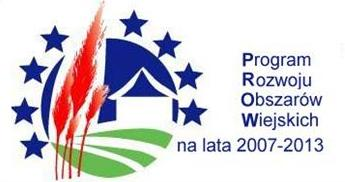 Program
Rozwoju
Obszarów
Wiejskich
na lata 2007-2013